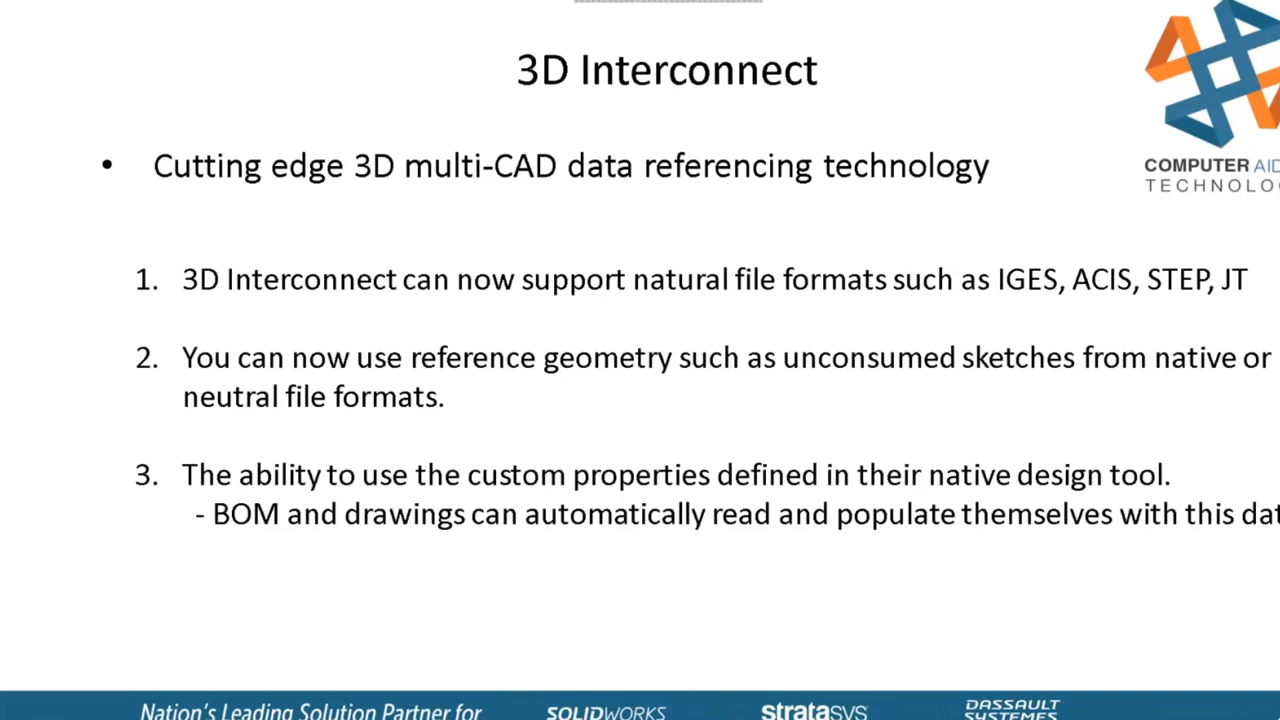 3D Interconnect
• Cutting edge 3D multi-CAD data referencing technology
COMPUTER AID
TECHNOLO
1. 3D Interconnect can now support natural file formats such as IGES, ACIS, STEP, JT
2. You can now use reference geometry such as unconsumed sketches from native or
neutral file formats.
3. The ability to use the custom properties defined in their native design tool.
- BOM and drawings can automatically read and populate themselves with this dat
Nation's Leading Solution Partner for SOLIDWORKS stratasys DASSAULT
SYSTEMES